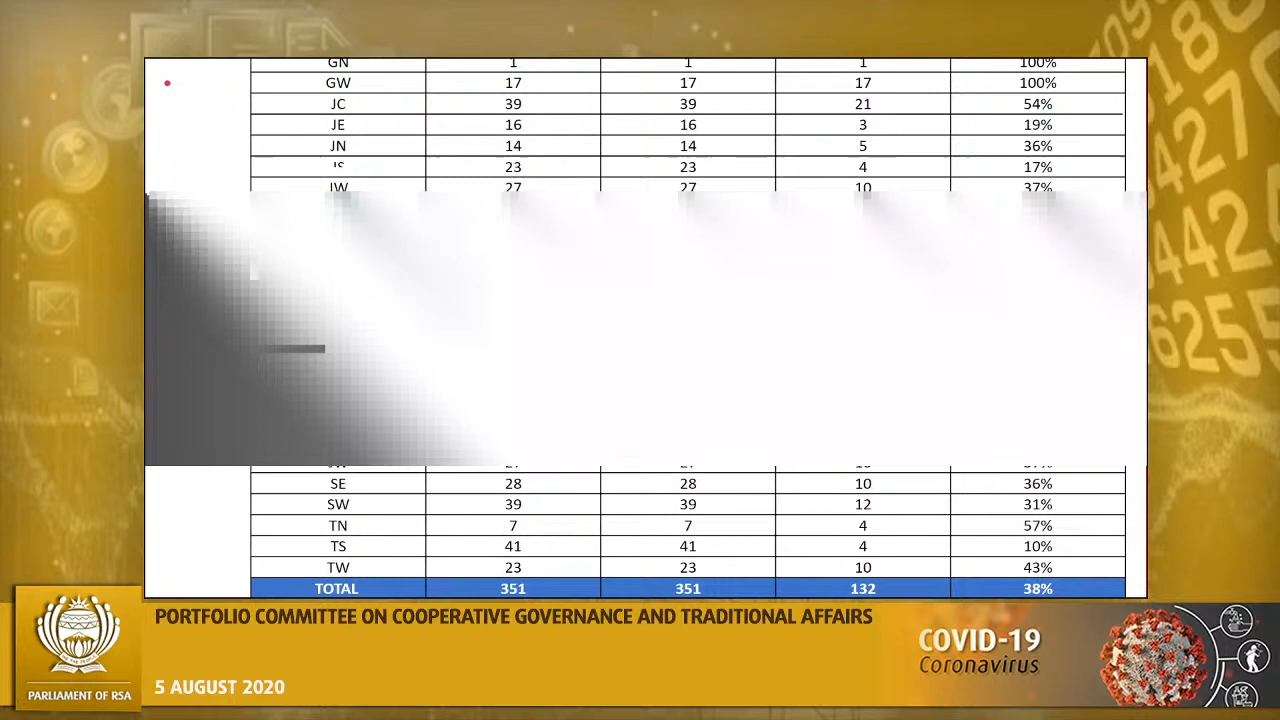 GN 1 1 1 100%
GW 17 17 17 100%
JC 39 39 21 54%
JE 16 16 3 19%
JN 14 14 5 36%
JS 23 23 4 17%
JW 27 27 10 37%
SE 28 28 10 36%
SW 39 39 12 31%
TN 7 7 4 57%
TS 41 41 4 10%
TW 23 23 10 43%
TOTAL 351 351 132 38%
PORTFOLIO COMMITTEE ON COOPERATIVE GOVERNANCE AND TRADITIONAL AFFAIRS
COVID-19
Coronavirus
PARLIAMENT OF RSA
5 AUGUST 2020